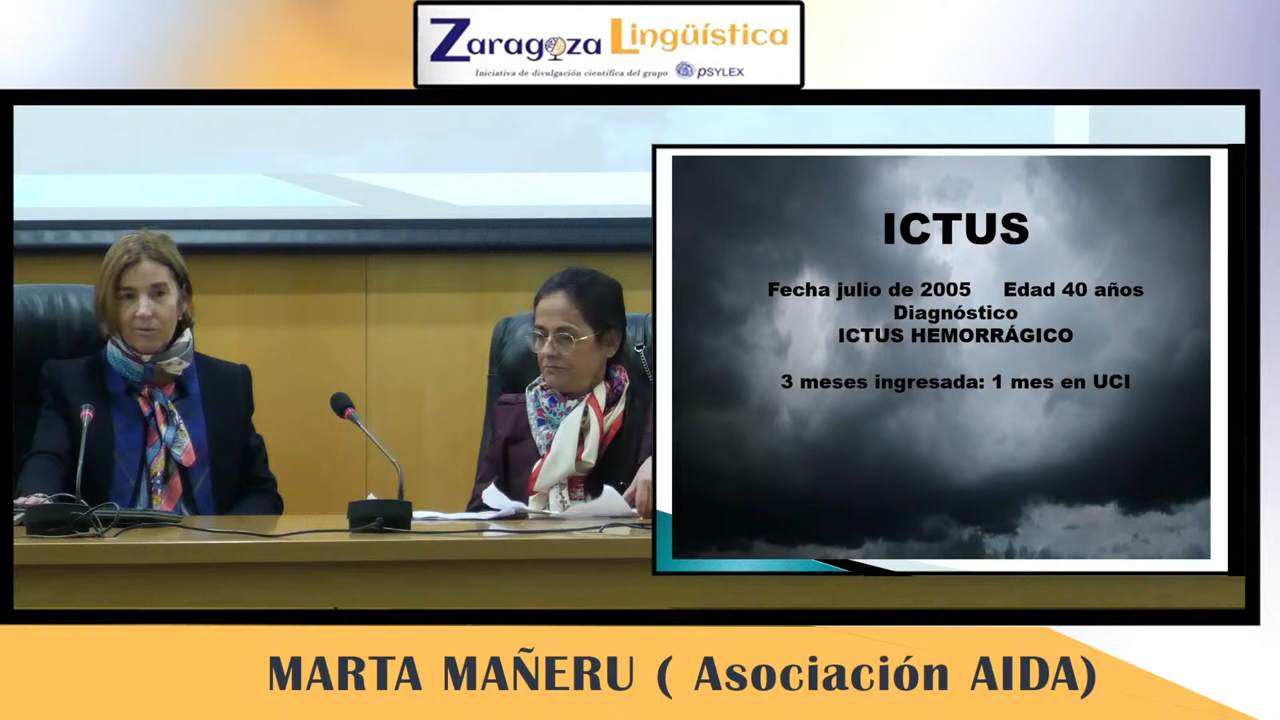 Zaragoza Lingüística
Iniciativa de divulgación científica del grupo PSYLEX
ICTUS
Fecha julio de 2005 Edad 40 años
Diagnóstico
ICTUS HEMORRÁGICO
3 meses ingresada: 1 mes en UCI
MARTA MAÑERU ( Asociación AIDA)